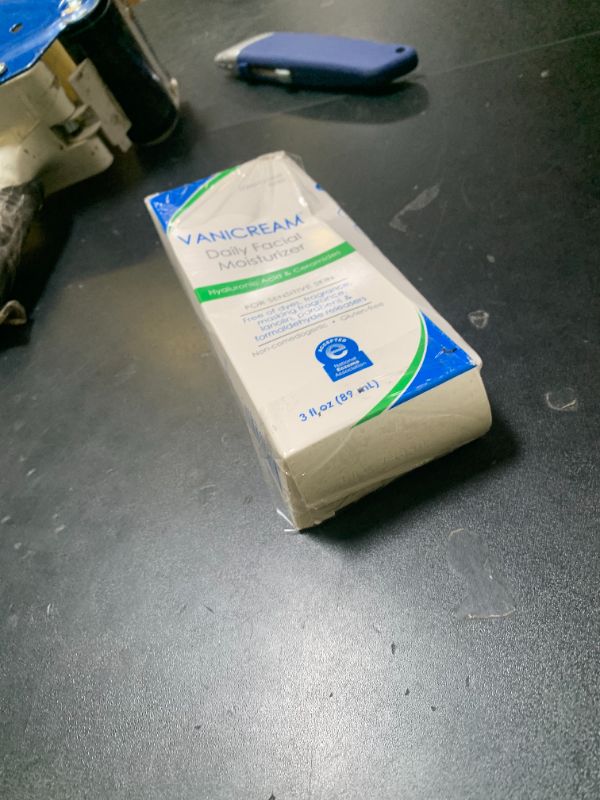 VANICREAM
Daily Facial
Moisturizer
Hyaluronic Acid & Ceramides
FOR SENSITIVE SKIN
Free of dyes, fragrance,
masking fragrance,
lanolin, parabens &
formaldehyde releasers
Non-comedogenic • Gluten-free
ACCEPTED
e
National
Eczema
Association
3 fl oz (89 mL)